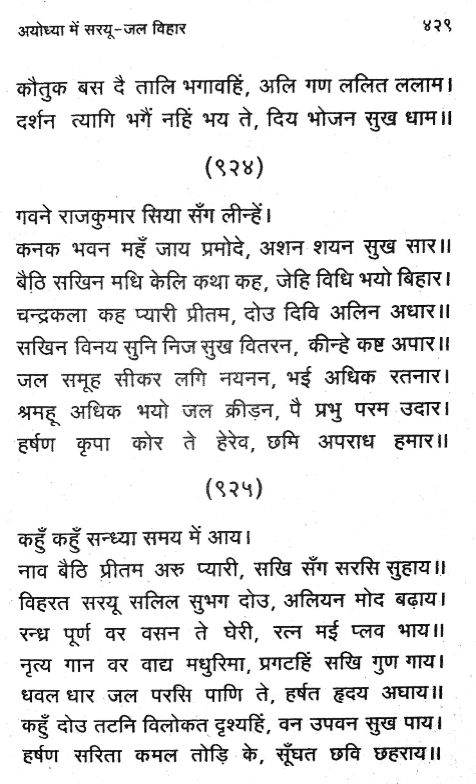 अयोध्या में सरयू-जल विहार ४२९
कौतुक बस दै तालि भगावहिं, अलि गण ललित ललाम।
दर्शन त्यागि भगैं नहिं भय ते, दिय भोजन सुख धाम॥
(९२४)
गवने राजकुमार सिया सँग लीन्हें।
कनक भवन महँ जाय प्रमोदे, अशन शयन सुख सार॥
बैठि सखिन मधि केलि कथा कह, जेहि विधि भयो बिहार।
चन्द्रकला कह प्यारी प्रीतम, दोउ दिवि अलिन अधार॥
सखिन विनय सुनि निज सुख वितरन, कीन्हे कष्ट अपार॥
जल समूह सीकर लगि नयनन, भई अधिक रतनार।
श्रमहू अधिक भयो जल क्रीड़न, पै प्रभु परम उदार।
हर्षण कृपा कोर ते हेरेव, छमि अपराध हमार॥
(९२५)
कहुँ कहुँ सन्ध्या समय में आय।
नाव बैठि प्रीतम अरु प्यारी, सखि सँग सरसि सुहाय॥
विहरत सरयू सलिल सुभग दोउ, अलियन मोद बढ़ाय।
रन्ध्र पूर्ण वर वसन ते घेरी, रत्न मई प्लव भाय॥
नृत्य गान वर वाद्य मधुरिमा, प्रगटहिं सखि गुण गाय।
धवल धार जल परसि पाणि ते, हर्षत हृदय अघाय॥
कहुँ दोउ तटनि विलोकत दृश्यहिं, वन उपवन सुख पाय।
हर्षण सरिता कमल तोड़ि के, सूँघत छवि छहराय॥